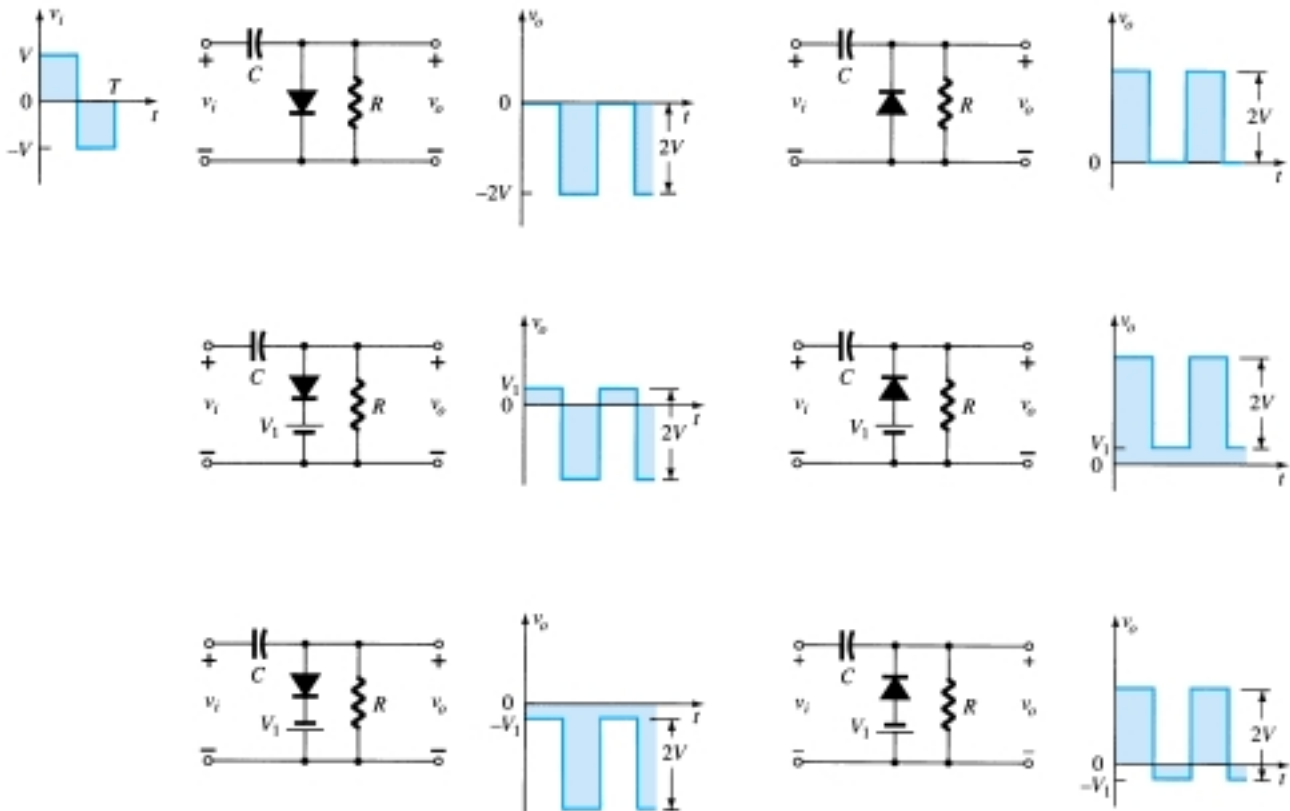 v_i
V
0
T
t
−V
+
C
+
v_i
R
v_o
−
−
v_o
0
t
2V
−2V
+
C
+
v_i
R
v_o
−
−
v_o
2V
0
t
+
C
+
v_i
V_1
R
v_o
−
−
v_o
V_1
0
t
2V
+
C
+
v_i
V_1
R
v_o
−
−
v_o
2V
V_1
0
t
+
C
+
v_i
V_1
R
v_o
−
−
v_o
0
−V_1
t
2V
+
C
+
v_i
V_1
R
v_o
−
−
v_o
2V
0
−V_1
t